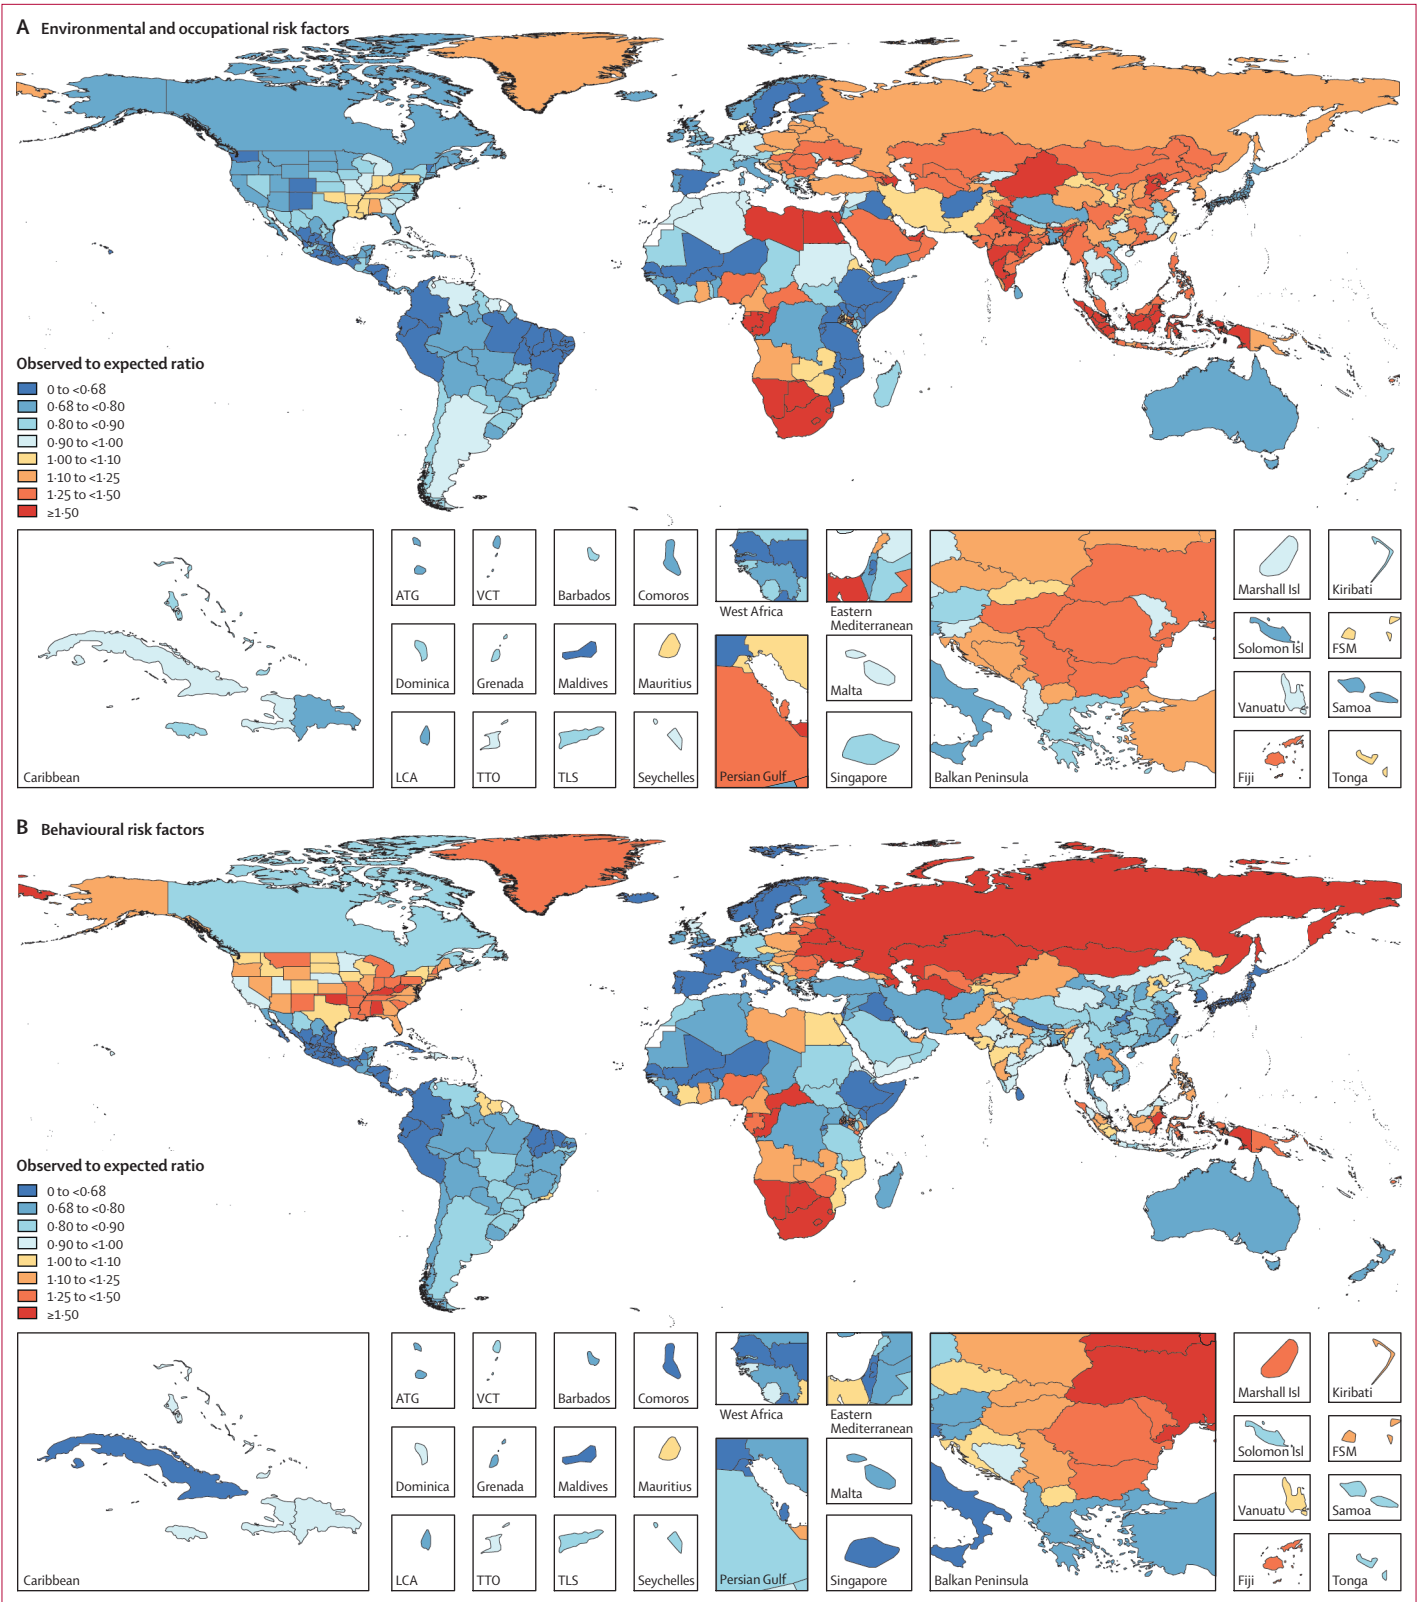 A Environmental and occupational risk factors
Observed to expected ratio
0 to <0·68
0·68 to <0·80
0·80 to <0·90
0·90 to <1·00
1·00 to <1·10
1·10 to <1·25
1·25 to <1·50
≥1·50
Caribbean
ATG
VCT
Barbados
Comoros
Dominica
Grenada
Maldives
Mauritius
LCA
TTO
TLS
Seychelles
West Africa
Eastern
Mediterranean
Persian Gulf
Malta
Singapore
Balkan Peninsula
Marshall Isl
Kiribati
Solomon Isl
FSM
Vanuatu
Samoa
Fiji
Tonga
B Behavioural risk factors
Observed to expected ratio
0 to <0·68
0·68 to <0·80
0·80 to <0·90
0·90 to <1·00
1·00 to <1·10
1·10 to <1·25
1·25 to <1·50
≥1·50
Caribbean
ATG
VCT
Barbados
Comoros
Dominica
Grenada
Maldives
Mauritius
LCA
TTO
TLS
Seychelles
West Africa
Eastern
Mediterranean
Persian Gulf
Malta
Singapore
Balkan Peninsula
Marshall Isl
Kiribati
Solomon Isl
FSM
Vanuatu
Samoa
Fiji
Tonga